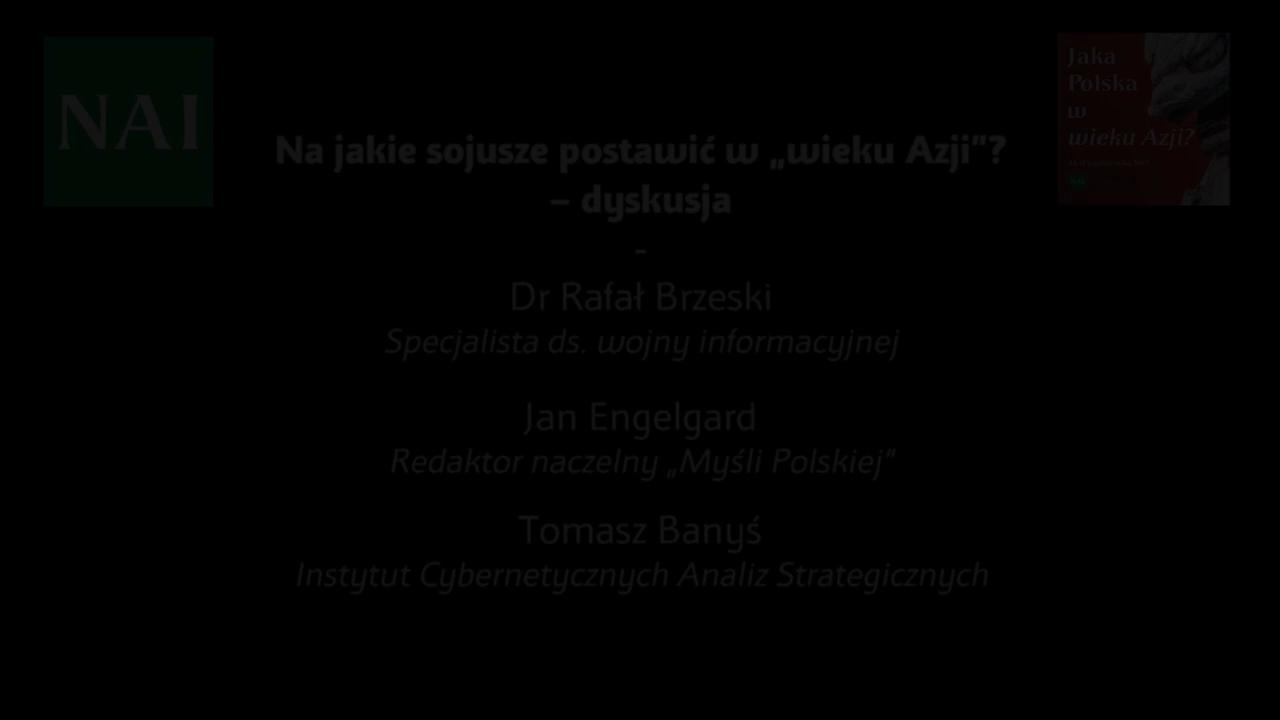 NAI
Jaka
Polska
w
wieku Azji?
Na jakie sojusze postawić w „wieku Azji”?
– dyskusja
-
Dr Rafał Brzeski
Specjalista ds. wojny informacyjnej
Jan Engelgard
Redaktor naczelny „Myśli Polskiej”
Tomasz Banyś
Instytut Cybernetycznych Analiz Strategicznych